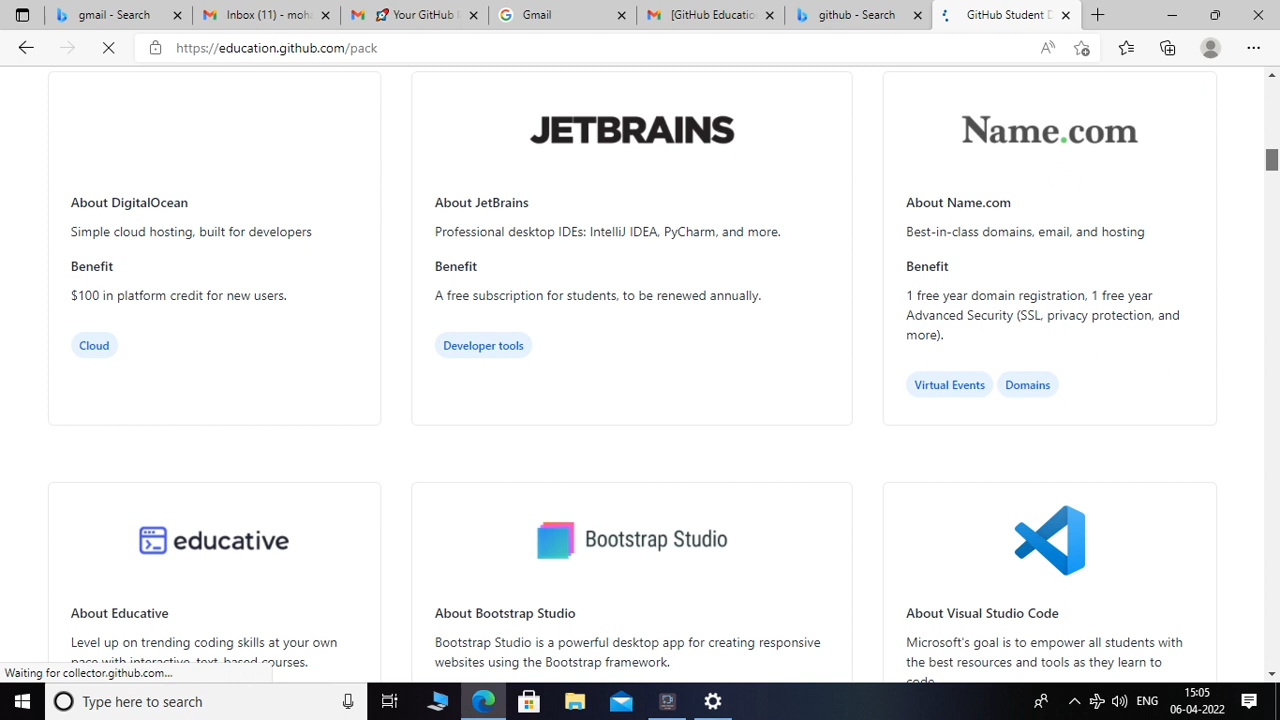 gmail - Search
Inbox (11) - moha
🚀 Your GitHub I
Gmail
[GitHub Educatio
github - Search
GitHub Student D
https://education.github.com/pack
JETBRAINS
Name.com
About DigitalOcean
About JetBrains
About Name.com
Simple cloud hosting, built for developers
Professional desktop IDEs: IntelliJ IDEA, PyCharm, and more.
Best-in-class domains, email, and hosting
Benefit
Benefit
Benefit
$100 in platform credit for new users.
A free subscription for students, to be renewed annually.
1 free year domain registration, 1 free year
Advanced Security (SSL, privacy protection, and
more).
Cloud
Developer tools
Virtual Events
Domains
educative
Bootstrap Studio
About Educative
About Bootstrap Studio
About Visual Studio Code
Level up on trending coding skills at your own
pace with interactive, text-based courses.
Bootstrap Studio is a powerful desktop app for creating responsive
websites using the Bootstrap framework.
Microsoft's goal is to empower all students with
the best resources and tools as they learn to
code.
Waiting for collector.github.com...
Type here to search
ENG
15:05
06-04-2022